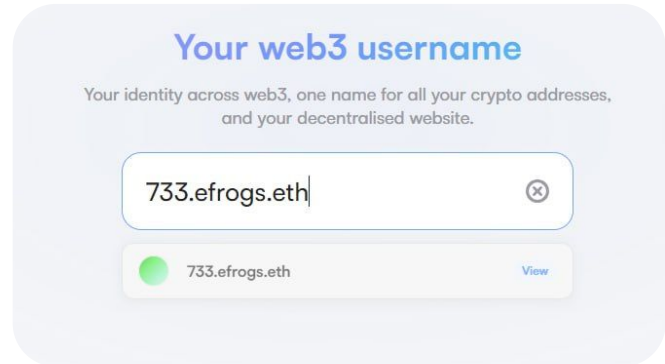 Your web3 username
Your identity across web3, one name for all your crypto addresses,
and your decentralised website.
733.efrogs.eth
733.efrogs.eth View